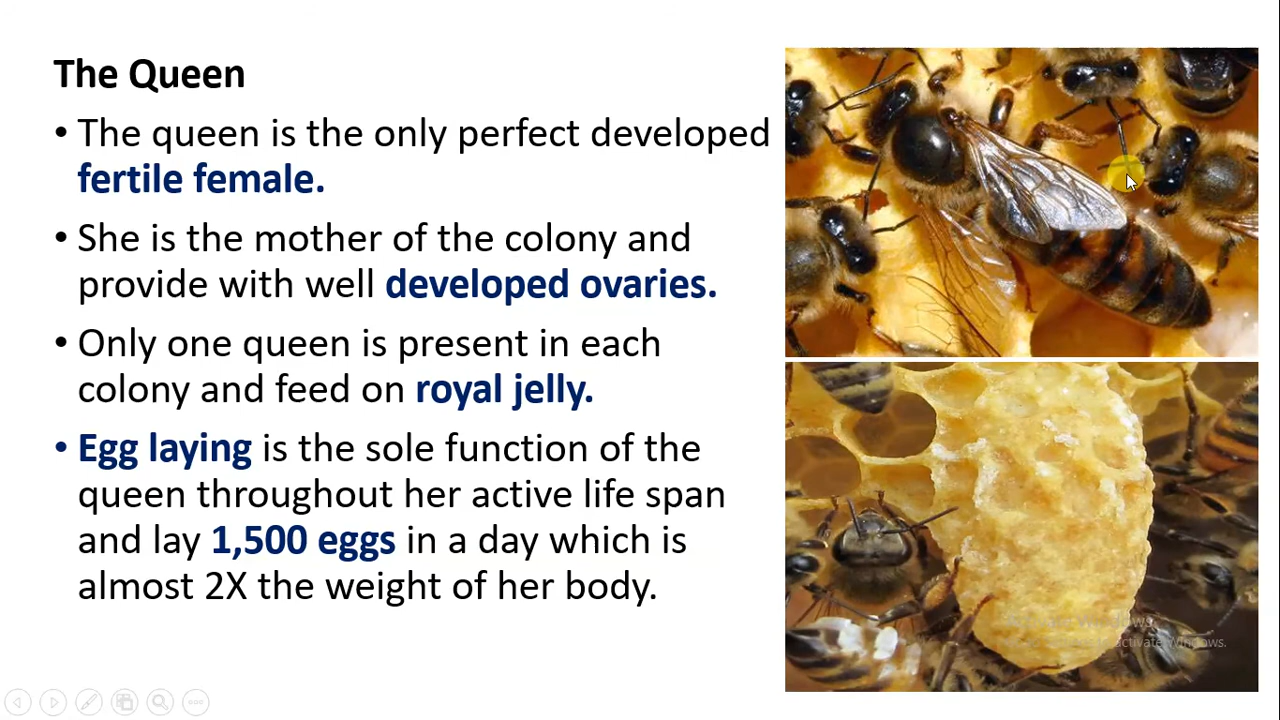 The Queen
• The queen is the only perfect developed
fertile female.
• She is the mother of the colony and
provide with well developed ovaries.
• Only one queen is present in each
colony and feed on royal jelly.
• Egg laying is the sole function of the
queen throughout her active life span
and lay 1,500 eggs in a day which is
almost 2X the weight of her body.
Windows.